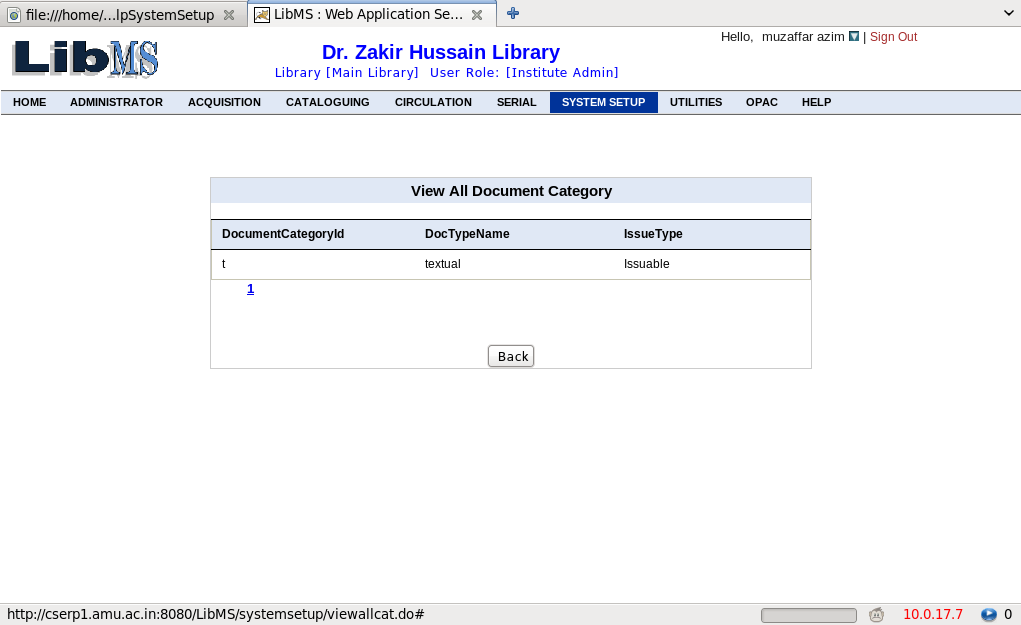 file:///home/...lpSystemSetup
LibMS : Web Application Se...
LibMS
Dr. Zakir Hussain Library
Library [Main Library] User Role: [Institute Admin]
Hello, muzaffar azim | Sign Out
HOME ADMINISTRATOR ACQUISITION CATALOGUING CIRCULATION SERIAL SYSTEM SETUP UTILITIES OPAC HELP
View All Document Category
DocumentCategoryId DocTypeName IssueType
t textual Issuable
1
Back
http://cserp1.amu.ac.in:8080/LibMS/systemsetup/viewallcat.do# 10.0.17.7 0